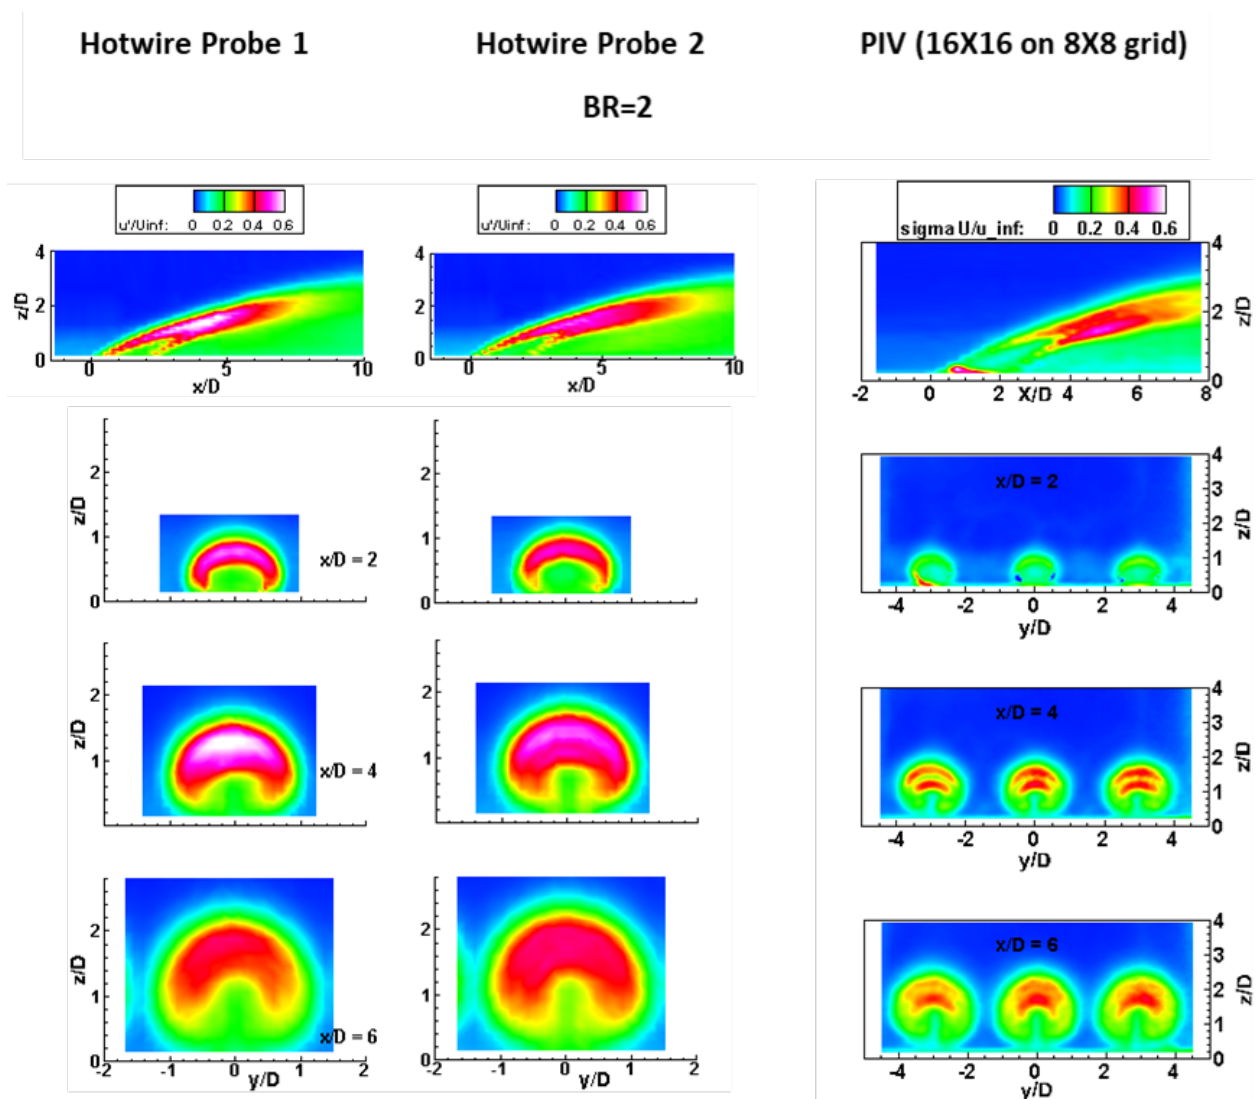 Hotwire Probe 1
Hotwire Probe 2
PIV (16X16 on 8X8 grid)
BR=2
u'/Uinf: 0 0.2 0.4 0.6
u'/Uinf: 0 0.2 0.4 0.6
sigma U/u_inf: 0 0.2 0.4 0.6
4
2
0
z/D
0 5 10
x/D
4
2
0
0 5 10
x/D
4
3
2
1
0
z/D
-2 0 2 4 6 8
X/D
2
1
0
z/D
x/D = 2
2
1
0
x/D = 2
4
3
2
1
0
z/D
-4 -2 0 2 4
y/D
2
1
z/D
x/D = 4
2
1
x/D = 4
4
3
2
1
0
z/D
-4 -2 0 2 4
y/D
2
1
0
z/D
x/D = 6
-2 -1 0 1 2
y/D
2
1
0
-2 -1 0 1 2
y/D
x/D = 6
4
3
2
1
0
z/D
-4 -2 0 2 4
y/D